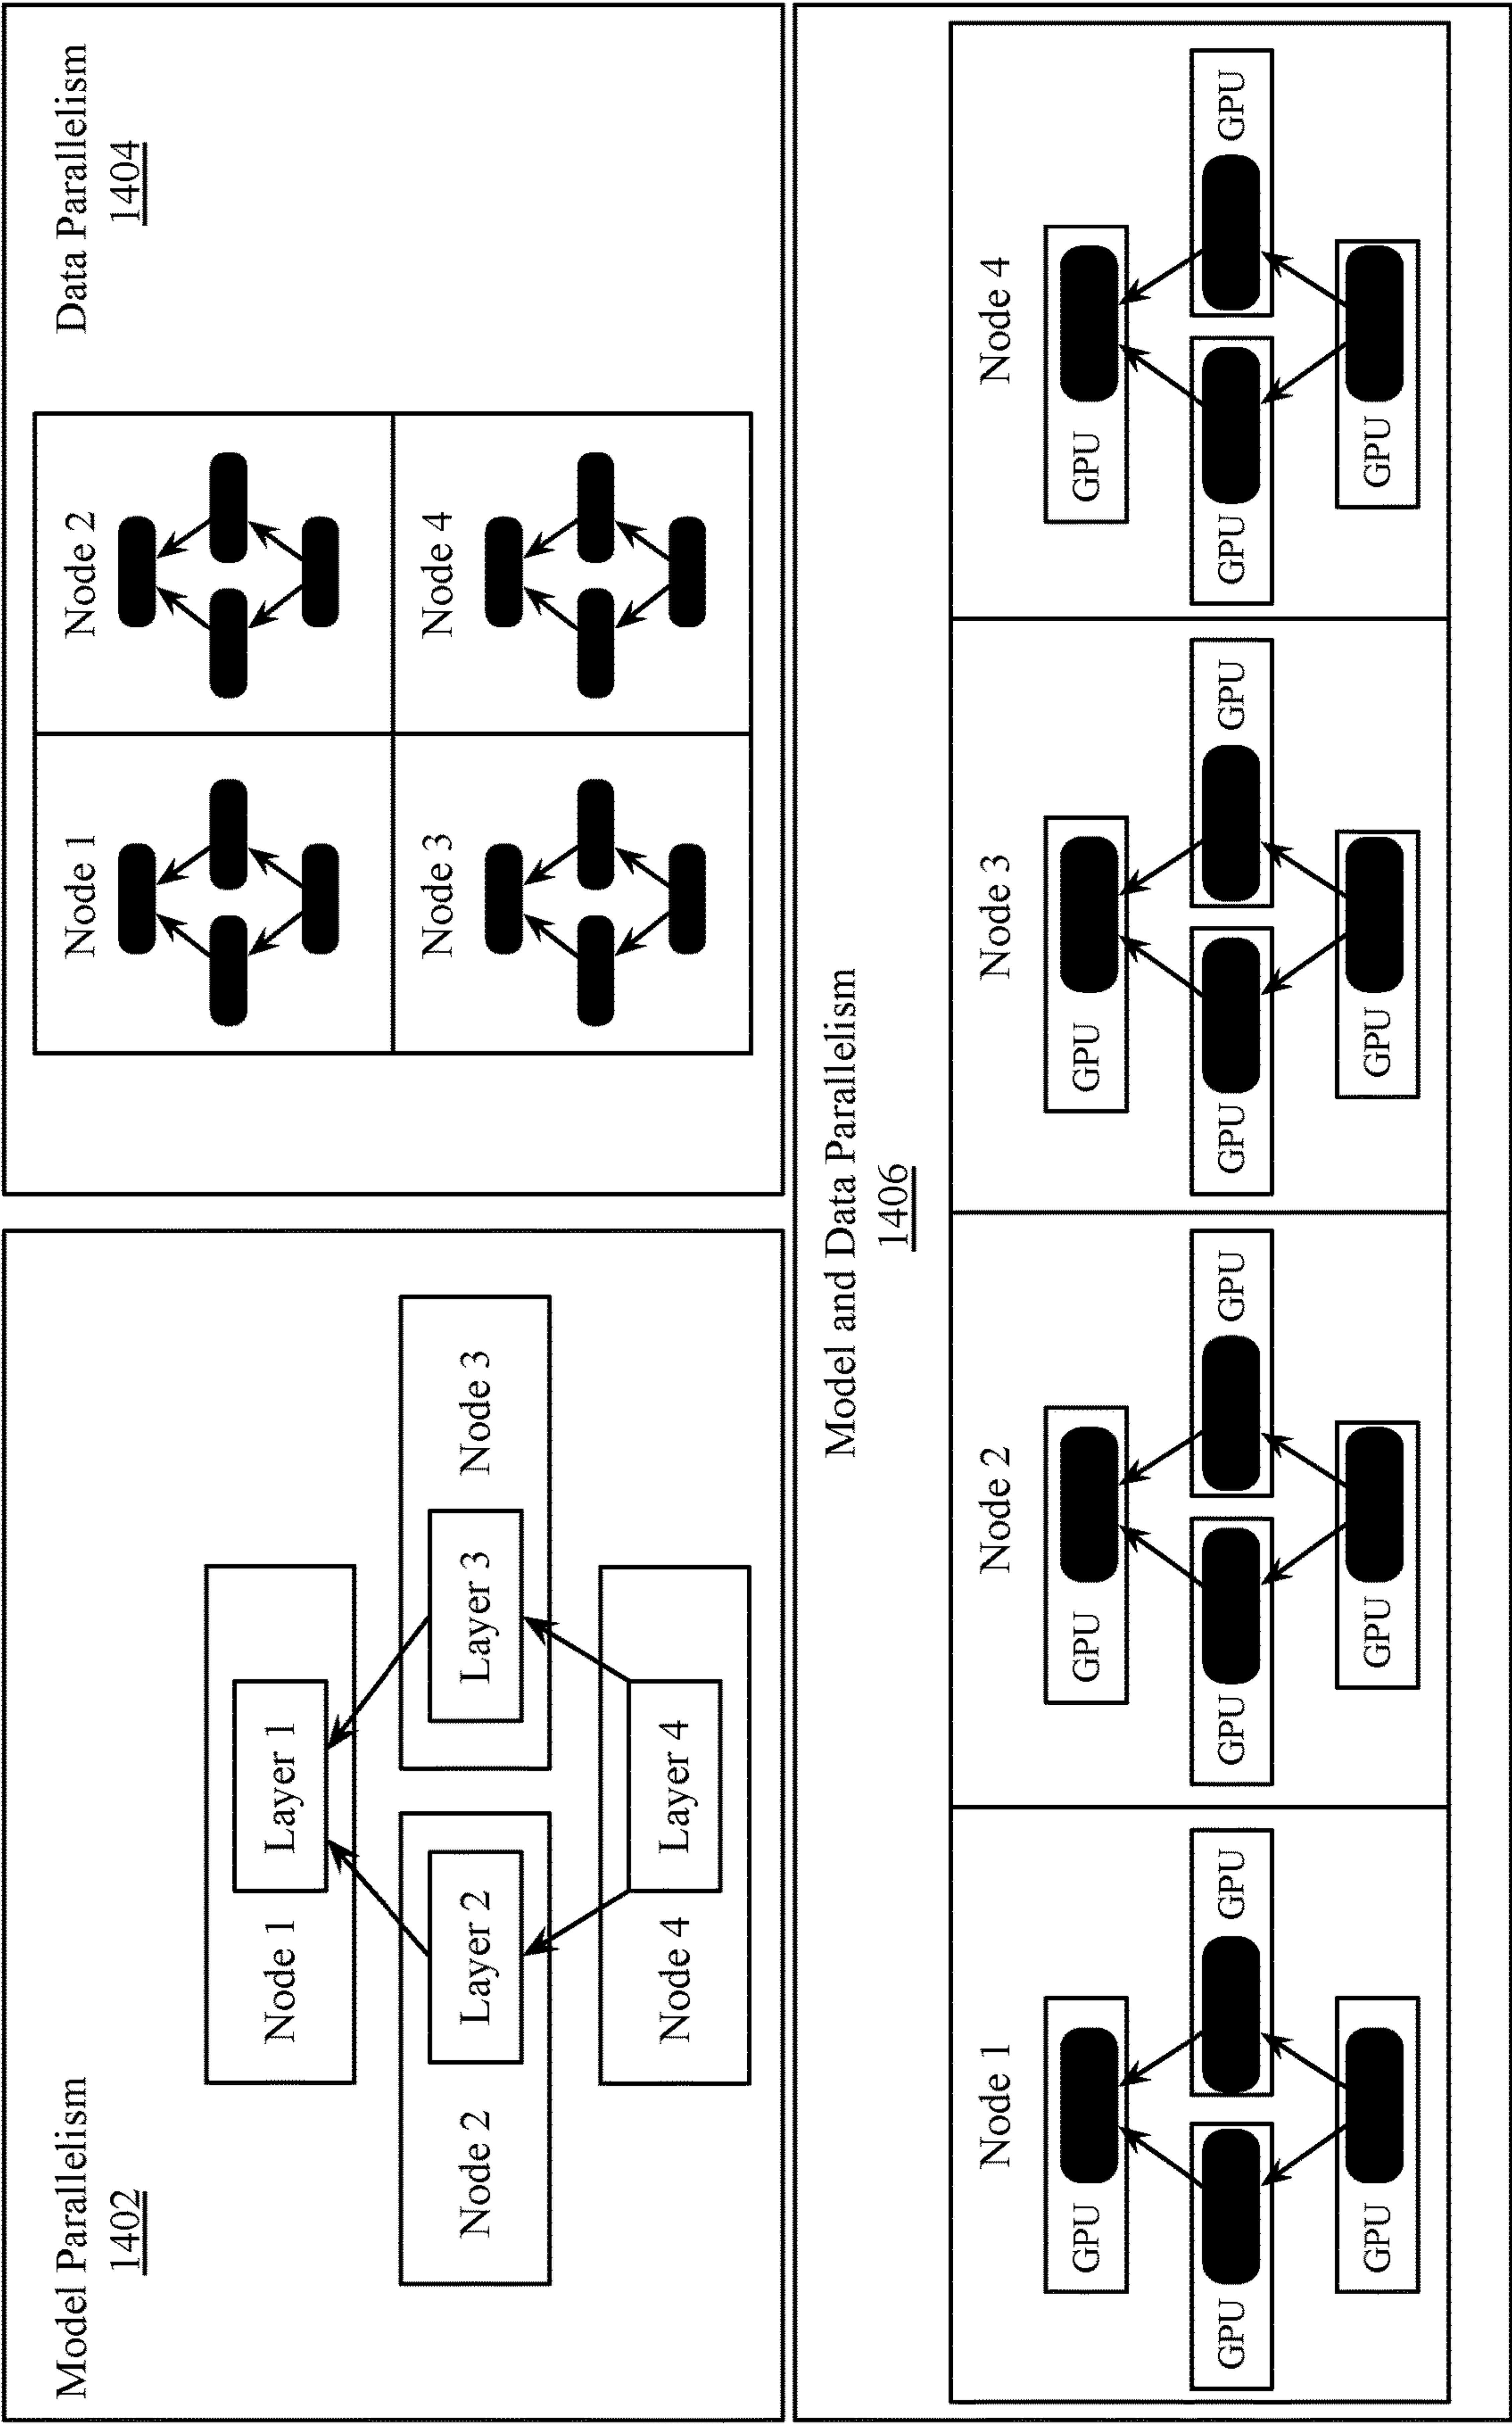 Model Parallelism
1402
Node 1
Layer 1
Node 2
Layer 2
Layer 3
Node 3
Node 4
Layer 4
Data Parallelism
1404
Node 1
Node 2
Node 3
Node 4
Model and Data Parallelism
1406
Node 1
GPU
GPU
GPU
GPU
Node 2
GPU
GPU
GPU
GPU
Node 3
GPU
GPU
GPU
GPU
Node 4
GPU
GPU
GPU
GPU